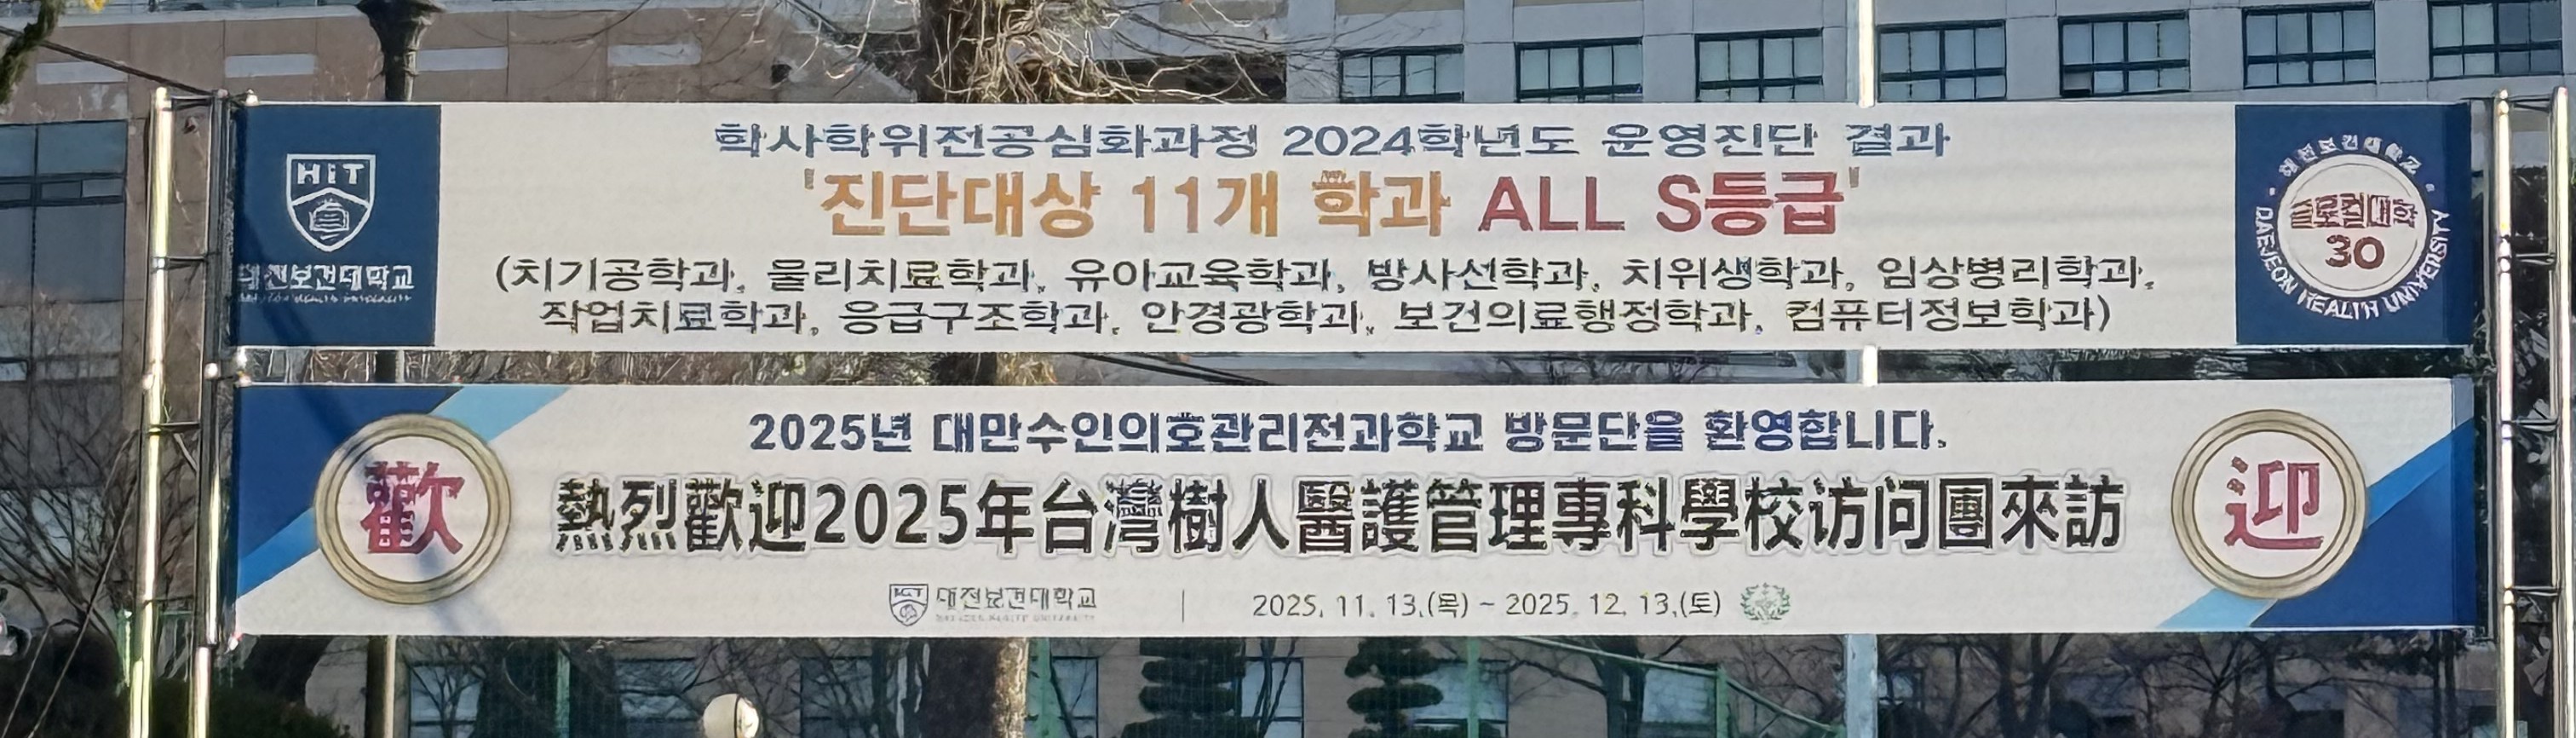 HiT
대전보건대학교
학사학위전공심화과정 2024학년도 운영진단 결과
'진단대상 11개 학과 ALL S등급'
(치기공학과, 물리치료학과, 유아교육학과, 방사선학과, 치위생학과, 임상병리학과,
작업치료학과, 응급구조학과, 안경광학과, 보건의료행정학과, 컴퓨터정보학과)
대전보건대학교
글로컬대학
30
DAEJEON HEALTH UNIVERSITY
歡
2025년 대만수인의호관리전과학교 방문단을 환영합니다.
熱烈歡迎2025年台灣樹人醫護管理專科學校访问團來訪
대전보건대학교
2025. 11. 13.(목) ~ 2025. 12. 13.(토)
迎